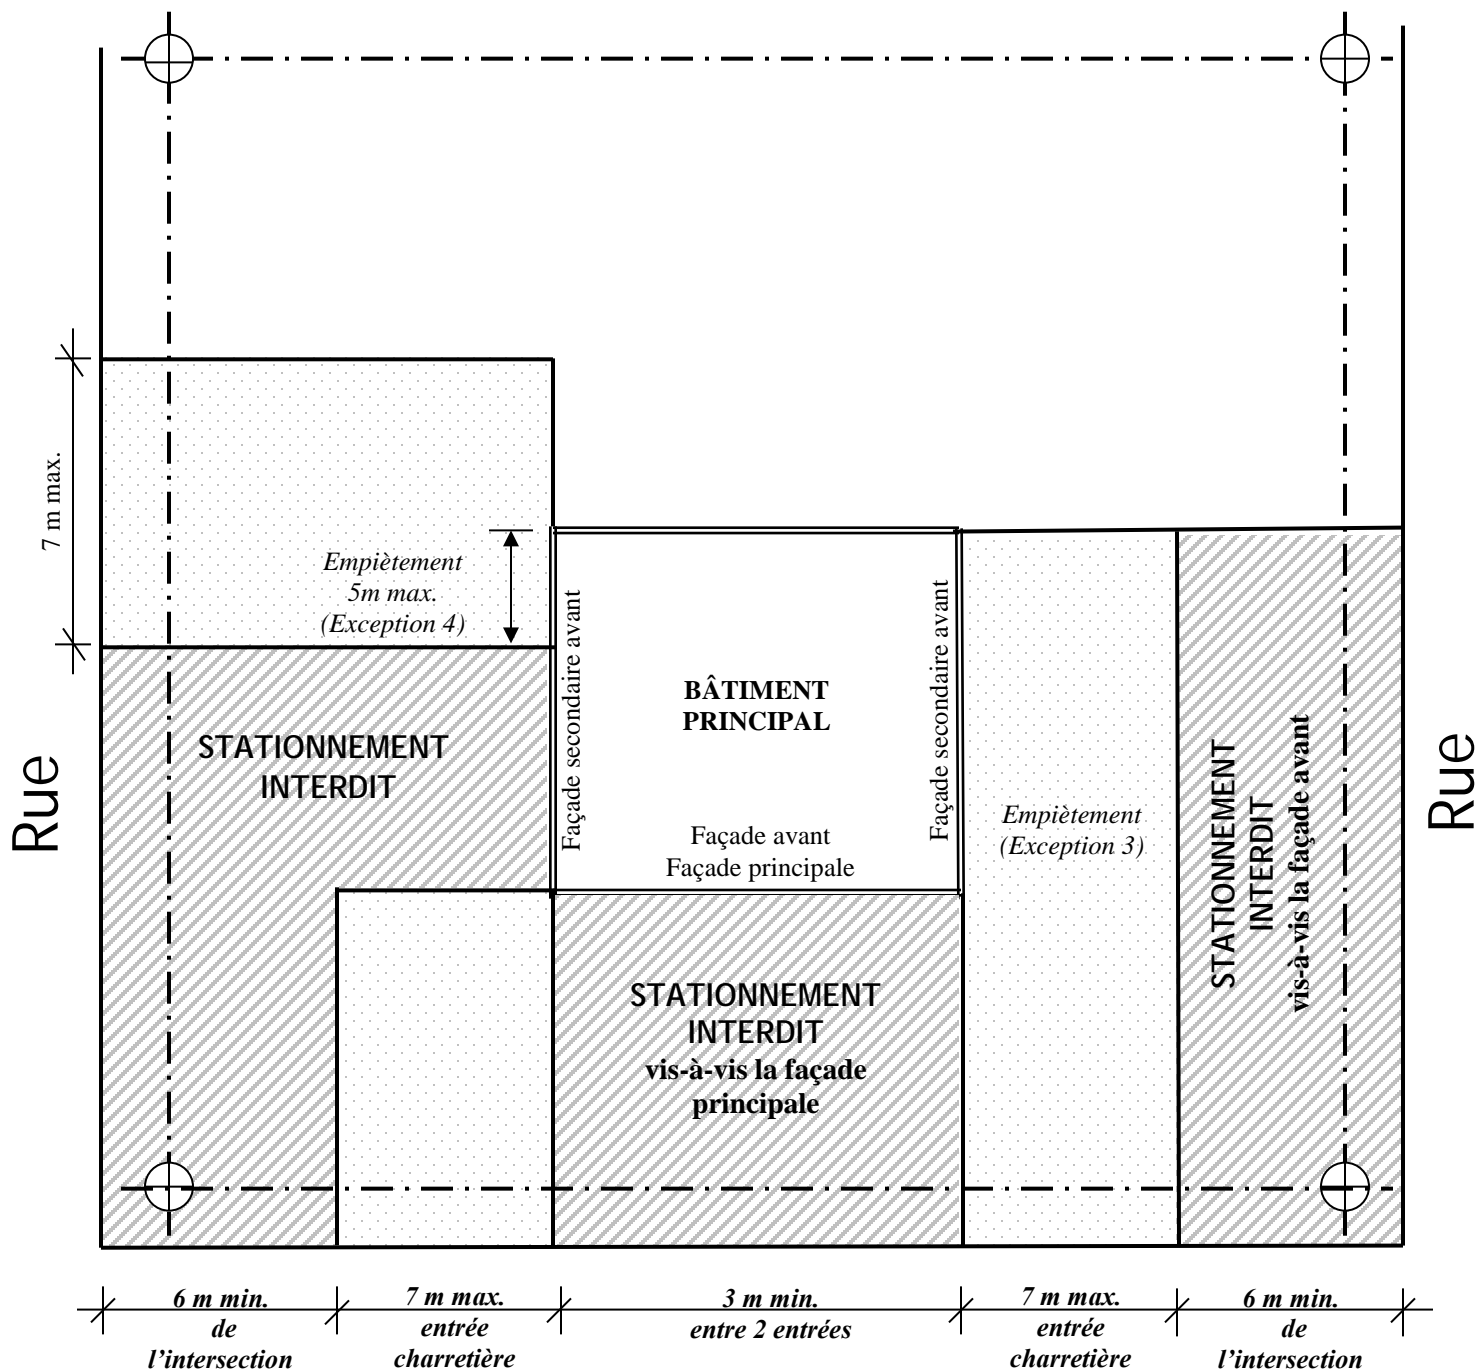 7 m max.
Empiètement
5m max.
(Exception 4)
Façade secondaire avant
BÂTIMENT
PRINCIPAL
Façade secondaire avant
STATIONNEMENT
INTERDIT
Rue
Façade avant
Façade principale
Empiètement
(Exception 3)
STATIONNEMENT
INTERDIT
vis-à-vis la façade avant
Rue
STATIONNEMENT
INTERDIT
vis-à-vis la façade
principale
6 m min.
de
l'intersection
7 m max.
entrée
charretière
3 m min.
entre 2 entrées
7 m max.
entrée
charretière
6 m min.
de
l'intersection